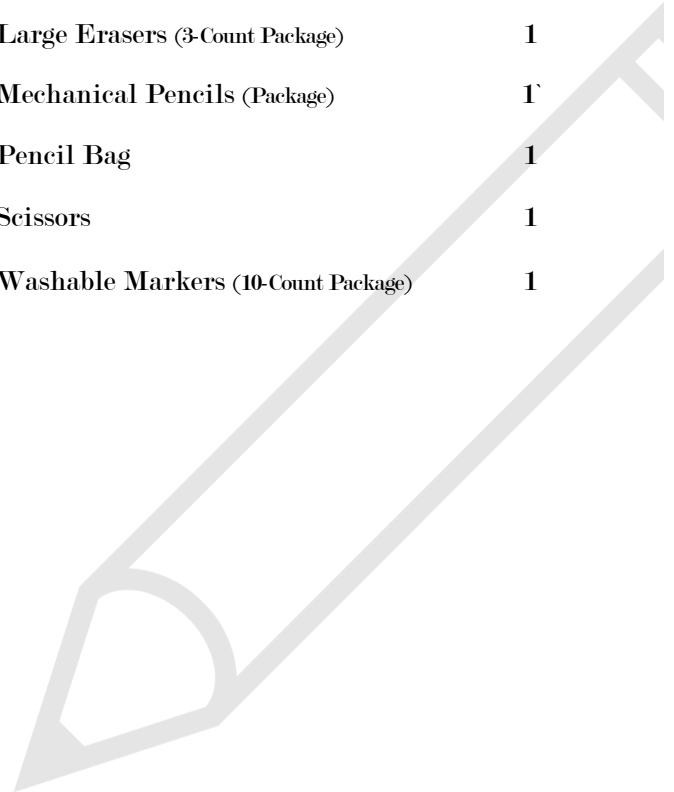 Large Erasers (3-Count Package) 1
Mechanical Pencils (Package) 1`
Pencil Bag 1
Scissors 1
Washable Markers (10-Count Package) 1